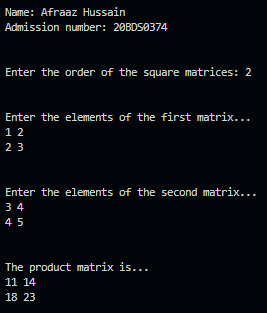 Name: Afraaz Hussain
Admission number: 20BDS0374
Enter the order of the square matrices: 2
Enter the elements of the first matrix...
1 2
2 3
Enter the elements of the second matrix...
3 4
4 5
The product matrix is...
11 14
18 23